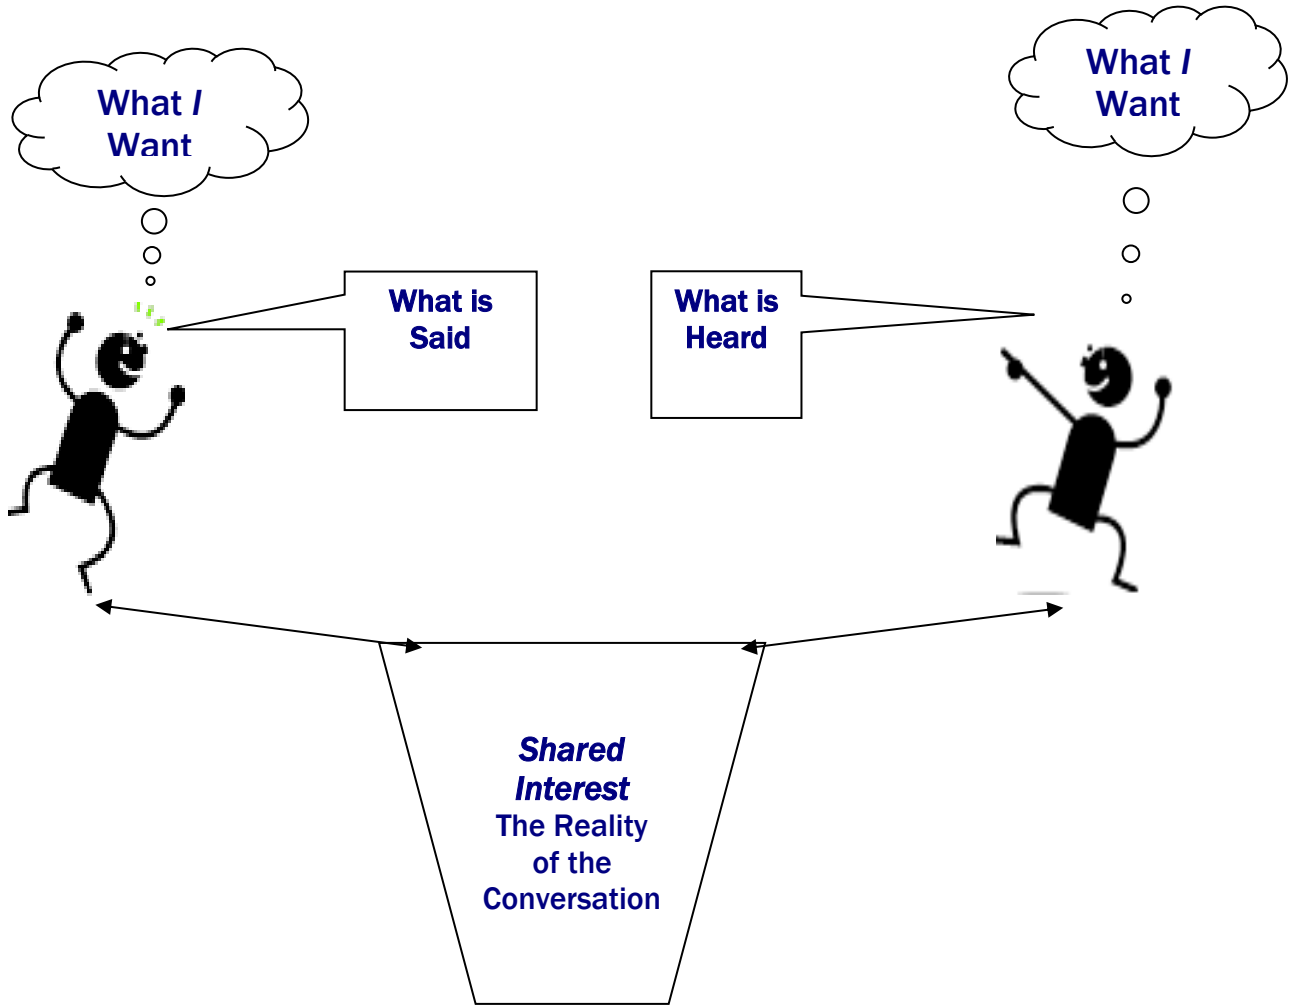 What I
Want
What I
Want
What is
Said
What is
Heard
Shared
Interest
The Reality
of the
Conversation